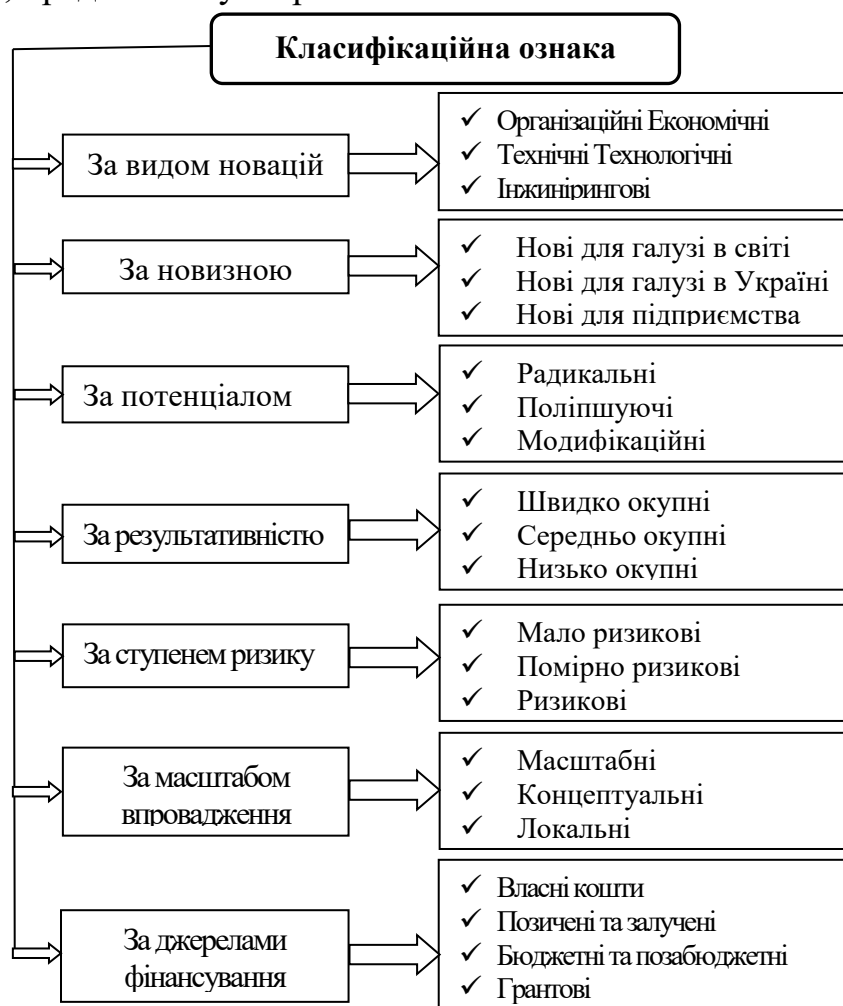 Класифікаційна ознака
За видом новацій
✓ Організаційні Економічні
✓ Технічні Технологічні
✓ Інжинірингові
За новизною
✓ Нові для галузі в світі
✓ Нові для галузі в Україні
✓ Нові для підприємства
За потенціалом
✓ Радикальні
✓ Поліпшуючі
✓ Модифікаційні
За результативністю
✓ Швидко окупні
✓ Середньо окупні
✓ Низько окупні
За ступенем ризику
✓ Мало ризикові
✓ Помірно ризикові
✓ Ризикові
За масштабом
впровадження
✓ Масштабні
✓ Концептуальні
✓ Локальні
За джерелами
фінансування
✓ Власні кошти
✓ Позичені та залучені
✓ Бюджетні та позабюджетні
✓ Грантові